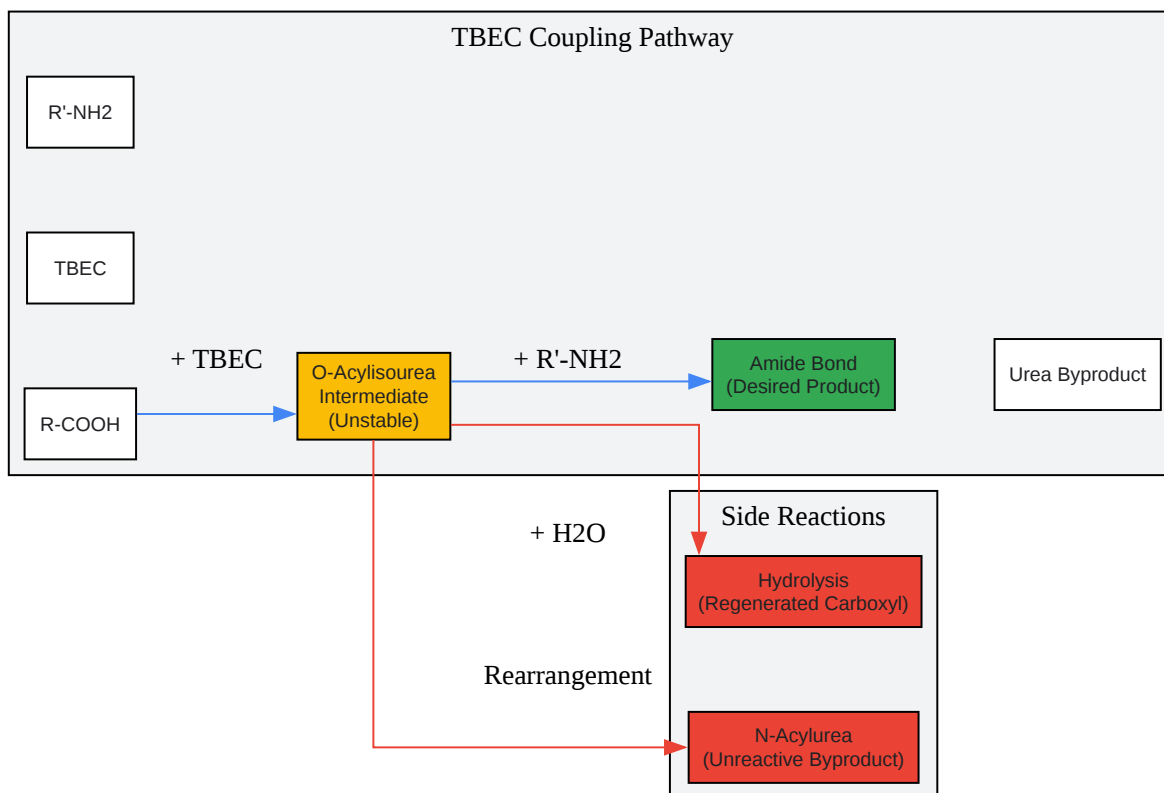 TBEC Coupling Pathway
R'-NH2
TBEC
+ TBEC
+ R'-NH2
R-COOH
O-Acylisourea
Intermediate
(Unstable)
Amide Bond
(Desired Product)
Urea Byproduct
Side Reactions
+ H2O
Hydrolysis
(Regenerated Carboxyl)
Rearrangement
N-Acylurea
(Unreactive Byproduct)